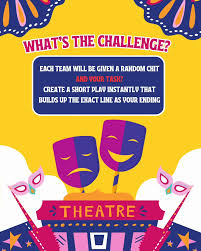 WHAT'S THE CHALLENGE?
EACH TEAM WILL BE GIVEN A RANDOM CHIT
AND YOUR TASK?
CREATE A SHORT PLAY INSTANTLY THAT
BUILDS UP THE EXACT LINE AS YOUR ENDING
THEATRE